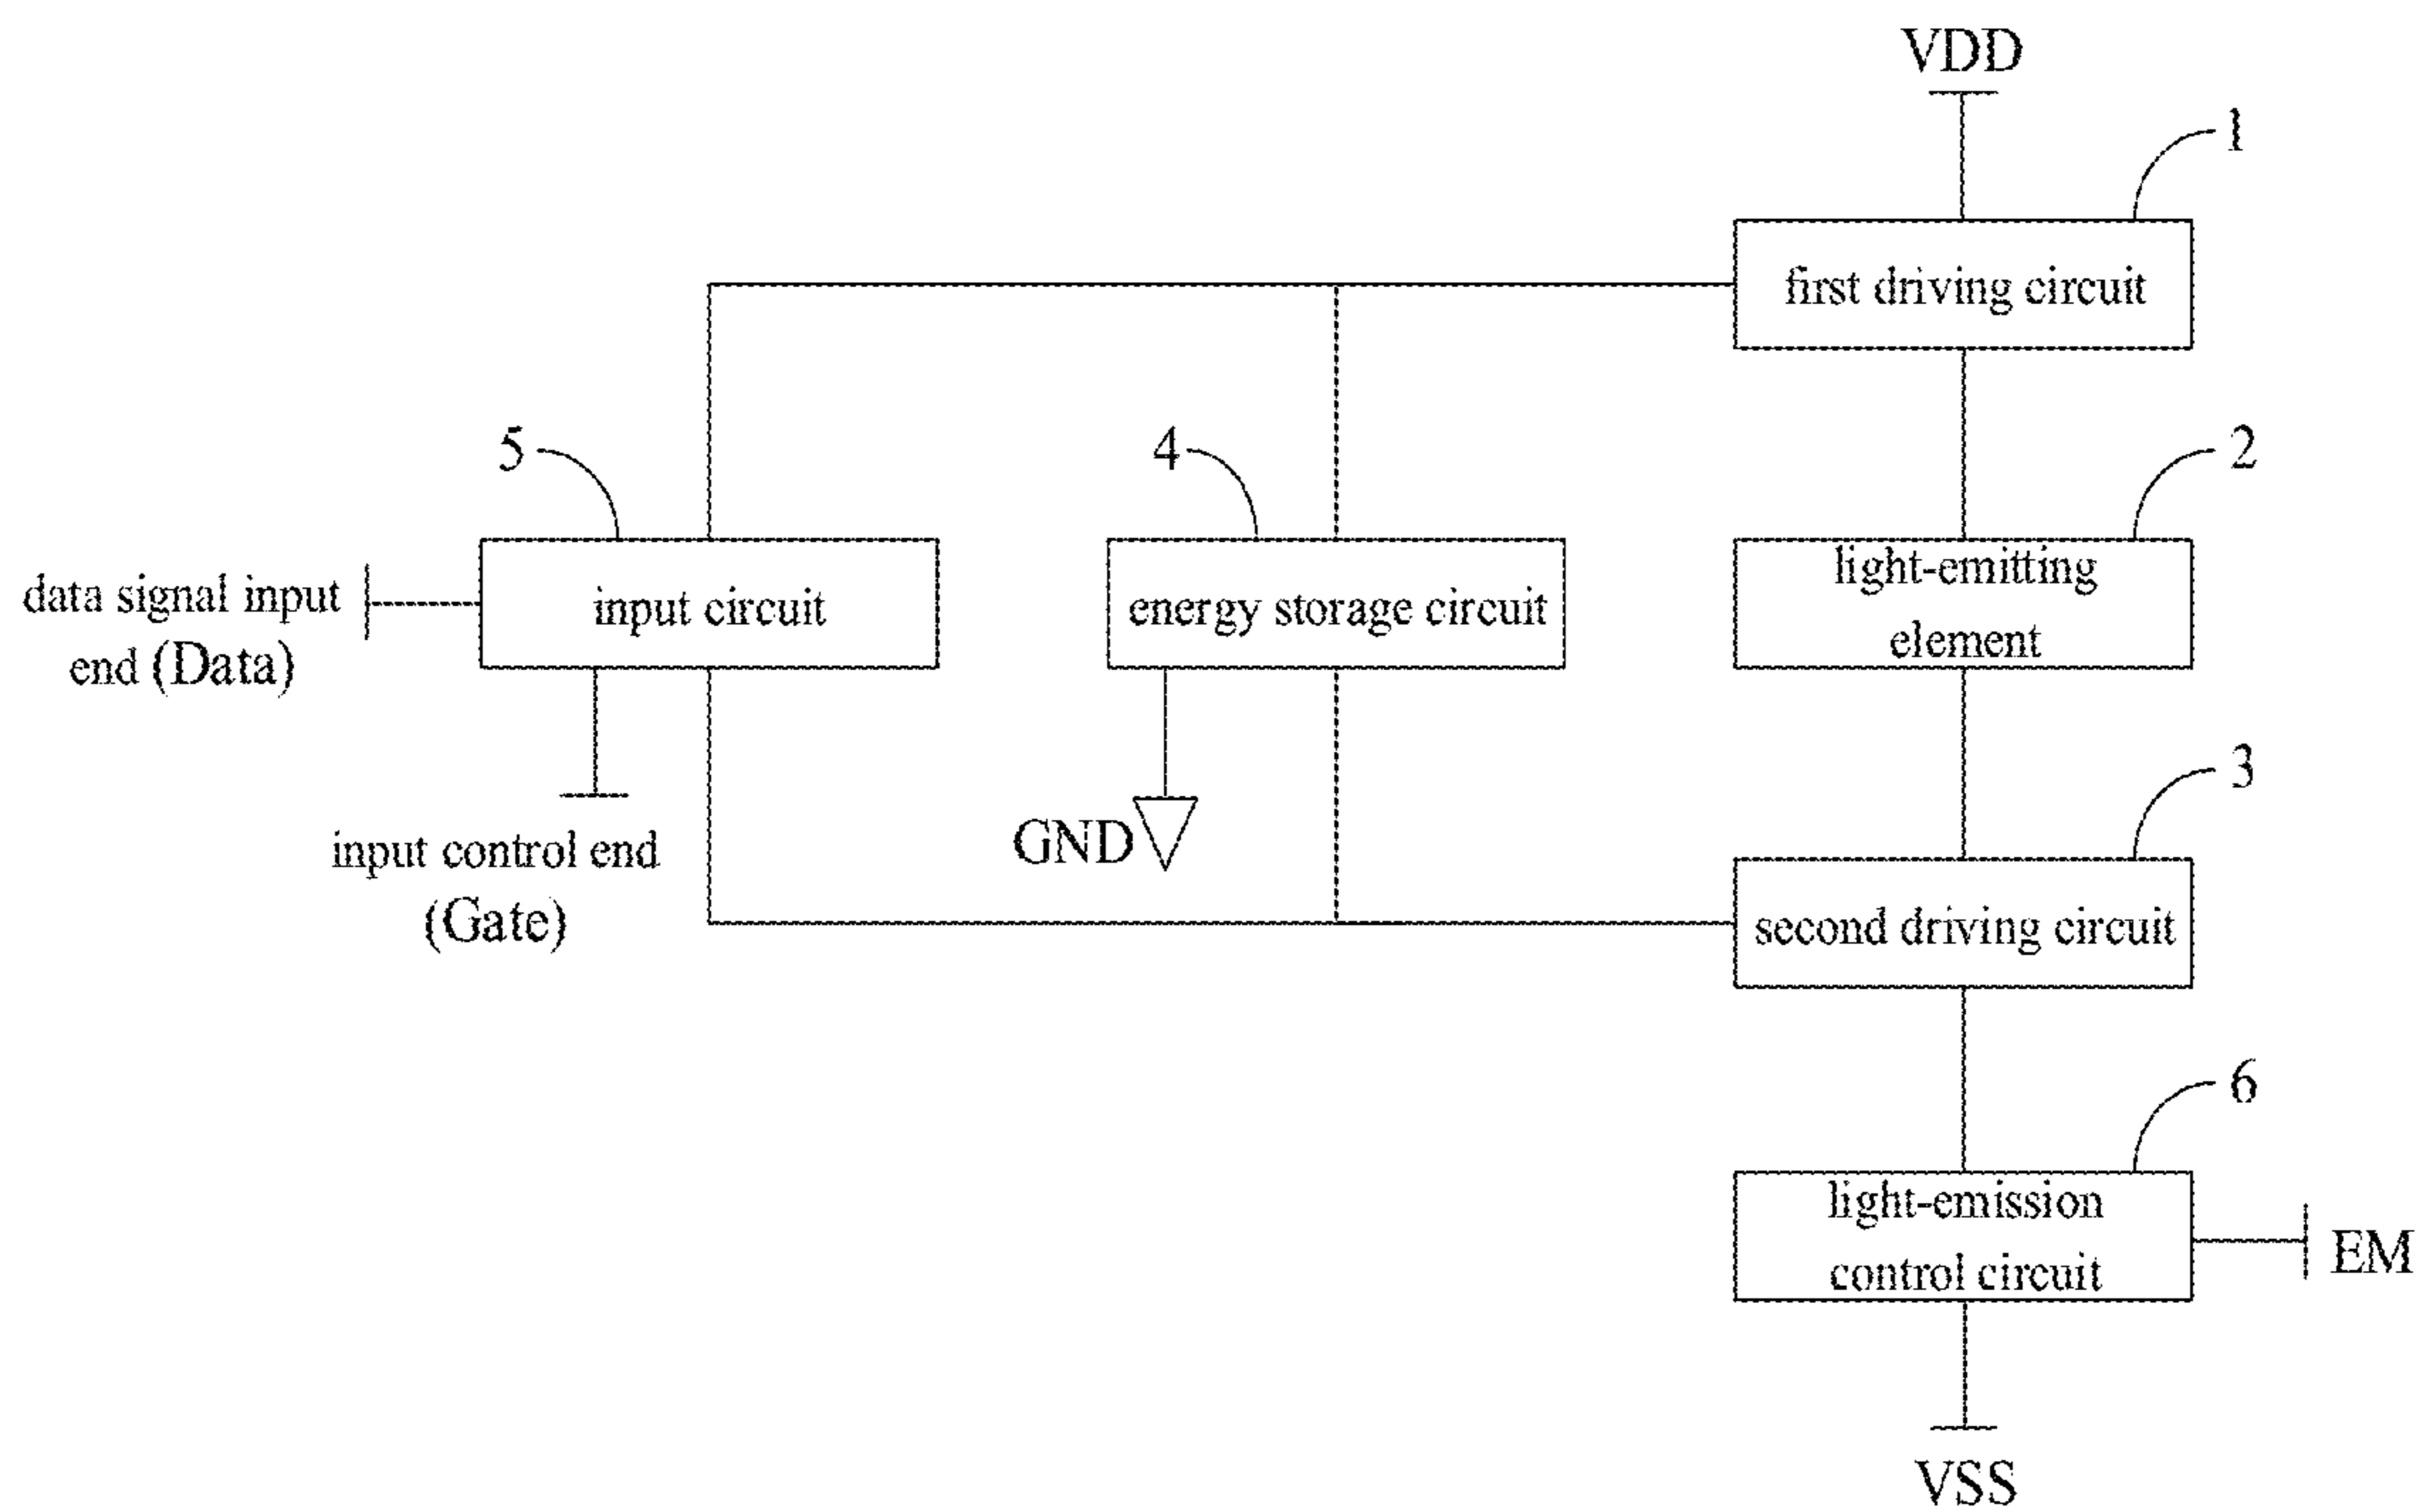 VDD
1
first driving circuit
5
4
2
data signal input
end (Data)
input circuit
energy storage circuit
light-emitting
element
3
input control end
(Gate)
GND
second driving circuit
6
light-emission
control circuit
EM
VSS